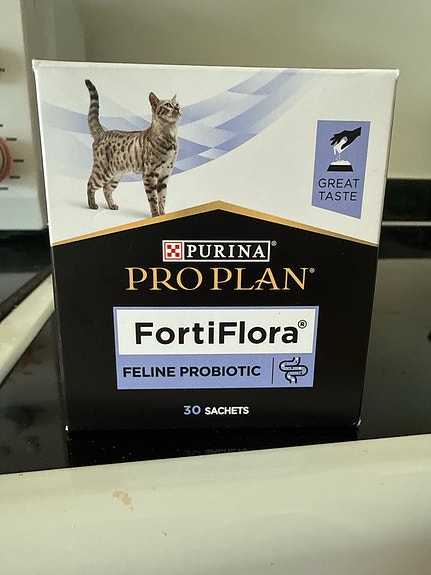 GREAT
TASTE
PURINA®
PRO PLAN®
FortiFlora®
FELINE PROBIOTIC
30 SACHETS